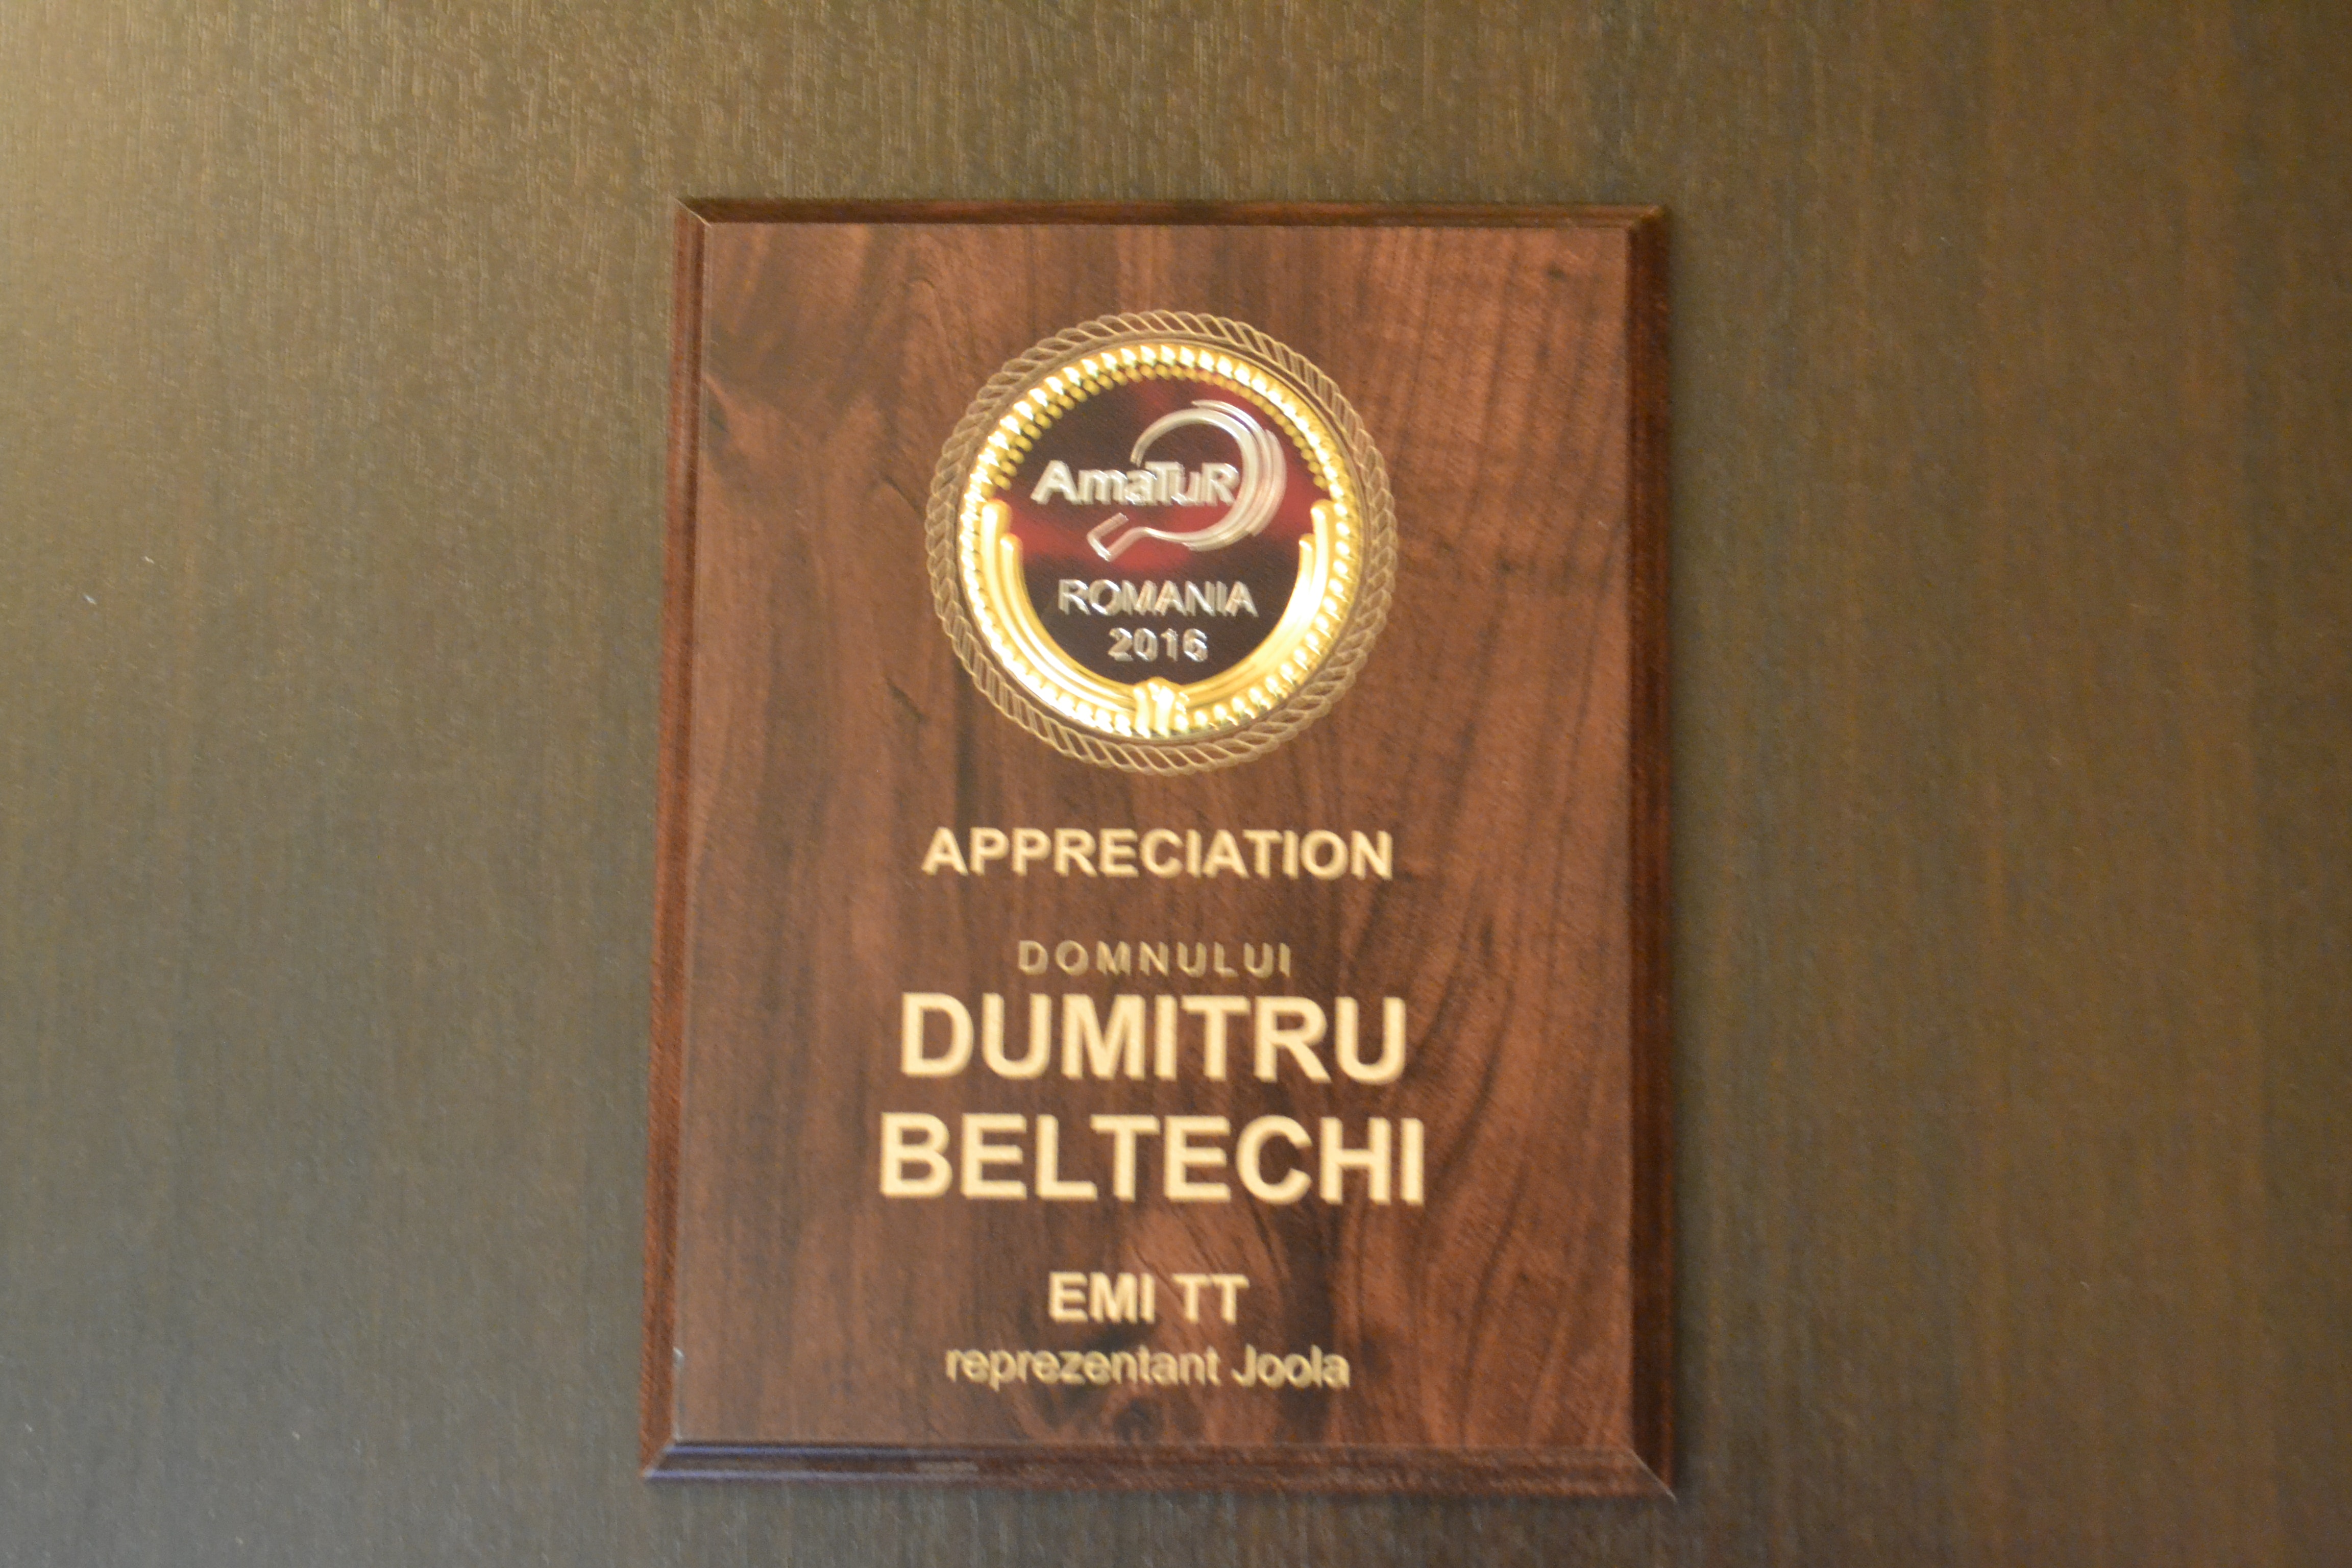 AmaTuR
ROMANIA
2016
APPRECIATION
DOMNULUI
DUMITRU
BELTECHI
EMI TT
reprezentant Joola